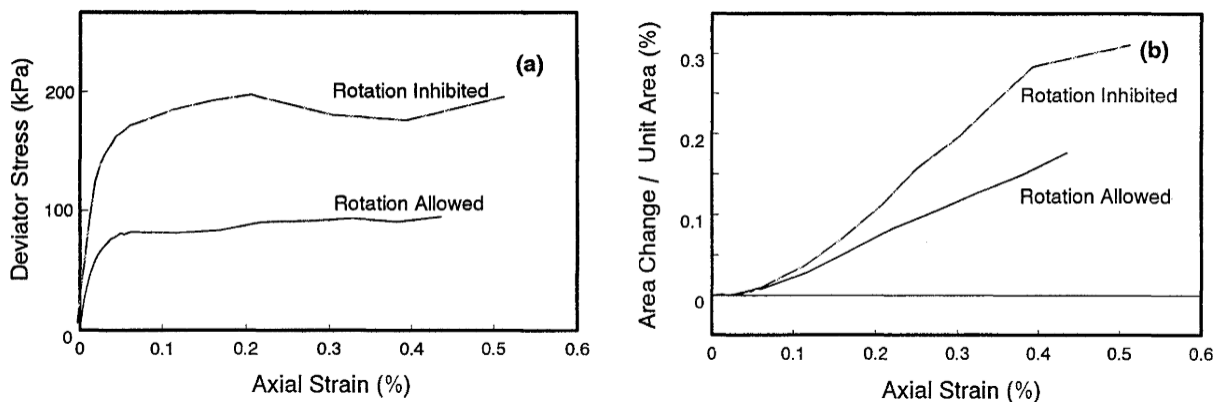 (a)
Deviator Stress (kPa)
200
100
0
Rotation Inhibited
Rotation Allowed
0
0.1
0.2
0.3
0.4
0.5
0.6
Axial Strain (%)
(b)
Area Change / Unit Area (%)
0.3
0.2
0.1
0
Rotation Inhibited
Rotation Allowed
0
0.1
0.2
0.3
0.4
0.5
0.6
Axial Strain (%)